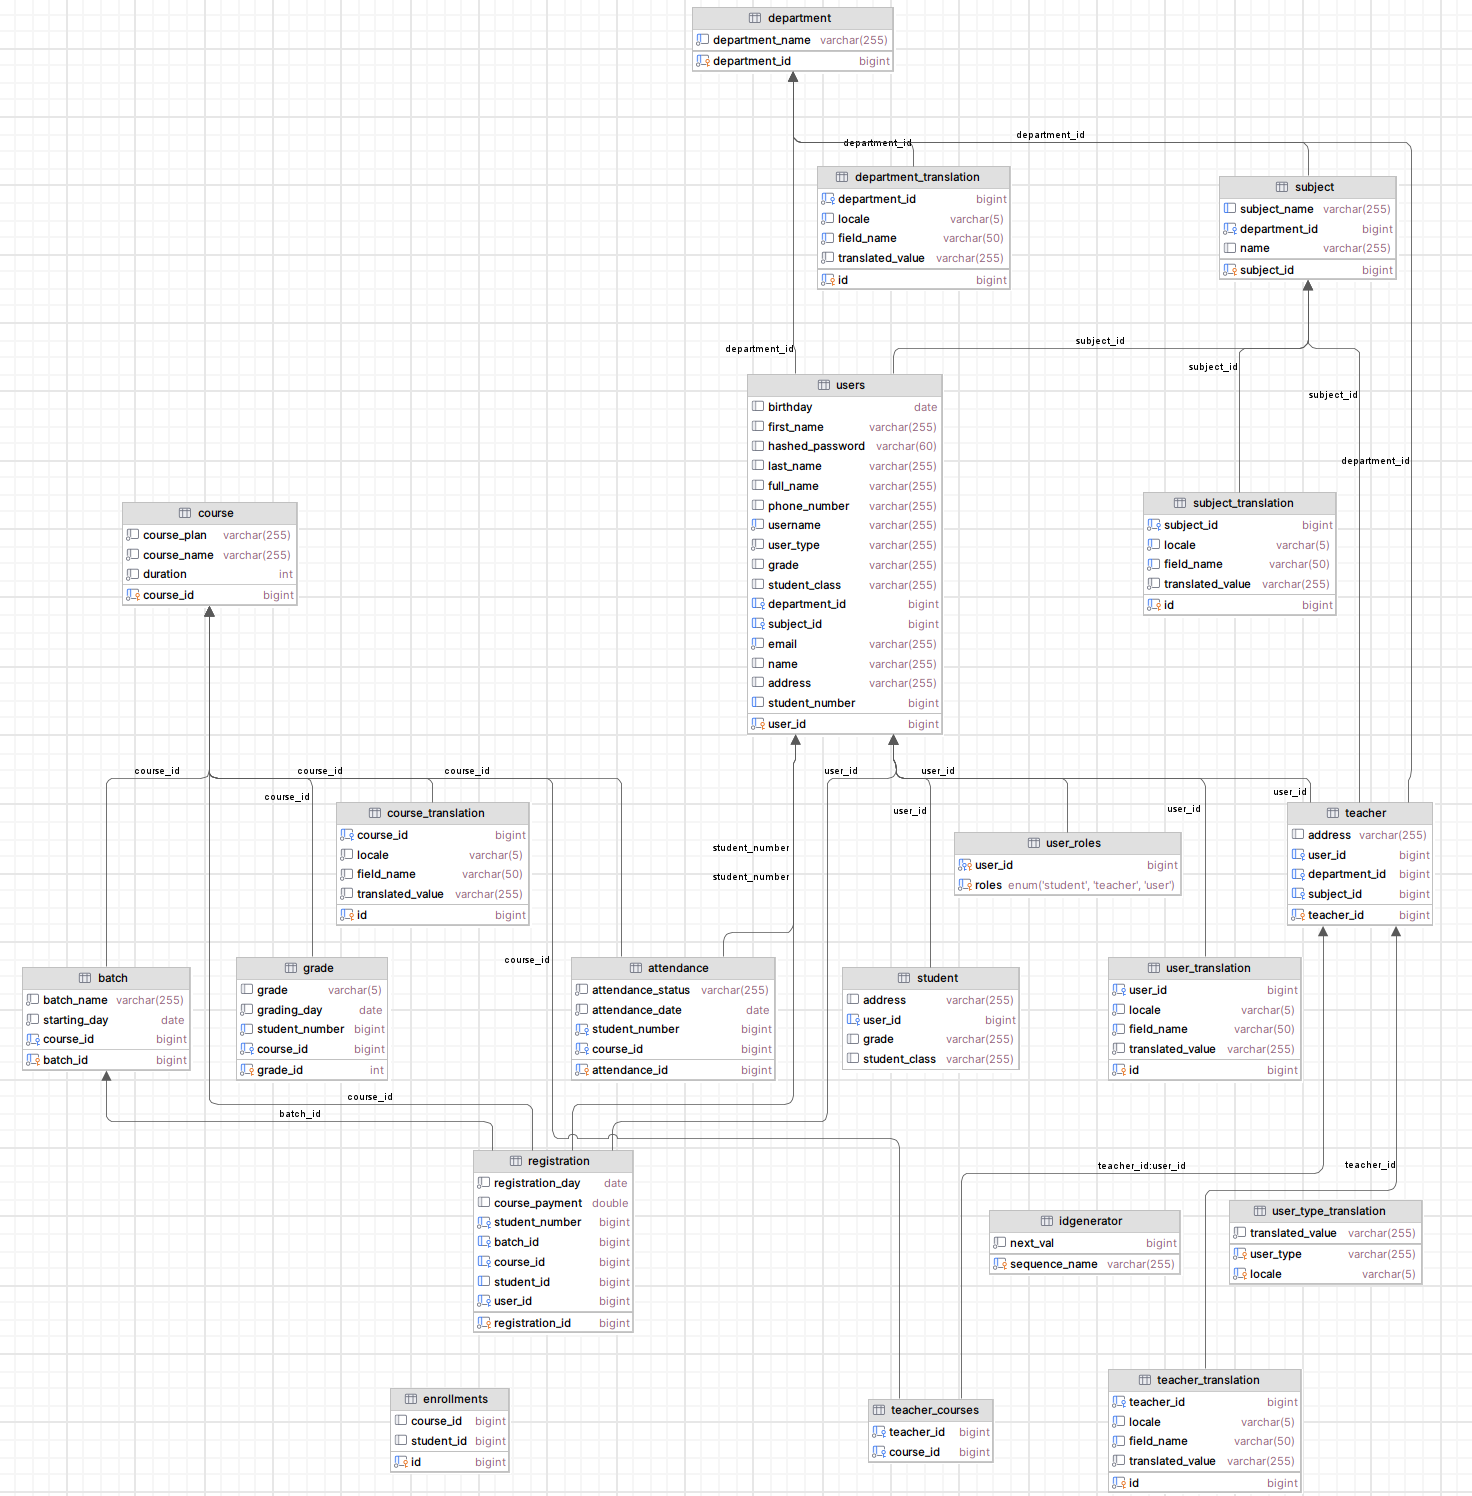 department
department_name varchar(255)
department_id bigint
department_id
department_id
department_translation
department_id bigint
locale varchar(5)
field_name varchar(50)
translated_value varchar(255)
id bigint
subject
subject_name varchar(255)
department_id bigint
name varchar(255)
subject_id bigint
department_id
subject_id
subject_id
subject_id
department_id
users
birthday date
first_name varchar(255)
hashed_password varchar(60)
last_name varchar(255)
full_name varchar(255)
phone_number varchar(255)
username varchar(255)
user_type varchar(255)
grade varchar(255)
student_class varchar(255)
department_id bigint
subject_id bigint
email varchar(255)
name varchar(255)
address varchar(255)
student_number bigint
user_id bigint
subject_translation
subject_id bigint
locale varchar(5)
field_name varchar(50)
translated_value varchar(255)
id bigint
course
course_plan varchar(255)
course_name varchar(255)
duration int
course_id bigint
course_id
course_id
course_id
course_id
user_id
user_id
user_id
user_id
user_id
student_number
student_number
course_translation
course_id bigint
locale varchar(5)
field_name varchar(50)
translated_value varchar(255)
id bigint
user_roles
user_id bigint
roles enum('student', 'teacher', 'user')
teacher
address varchar(255)
user_id bigint
department_id bigint
subject_id bigint
teacher_id bigint
course_id
batch
batch_name varchar(255)
starting_day date
course_id bigint
batch_id bigint
grade
grade varchar(5)
grading_day date
student_number bigint
course_id bigint
grade_id int
attendance
attendance_status varchar(255)
attendance_date date
student_number bigint
course_id bigint
attendance_id bigint
student
address varchar(255)
user_id bigint
grade varchar(255)
student_class varchar(255)
user_translation
user_id bigint
locale varchar(5)
field_name varchar(50)
translated_value varchar(255)
id bigint
course_id
batch_id
registration
registration_day date
course_payment double
student_number bigint
batch_id bigint
course_id bigint
student_id bigint
user_id bigint
registration_id bigint
teacher_id:user_id
teacher_id
idgenerator
next_val bigint
sequence_name varchar(255)
user_type_translation
translated_value varchar(255)
user_type varchar(255)
locale varchar(5)
enrollments
course_id bigint
student_id bigint
id bigint
teacher_courses
teacher_id bigint
course_id bigint
teacher_translation
teacher_id bigint
locale varchar(5)
field_name varchar(50)
translated_value varchar(255)
id bigint